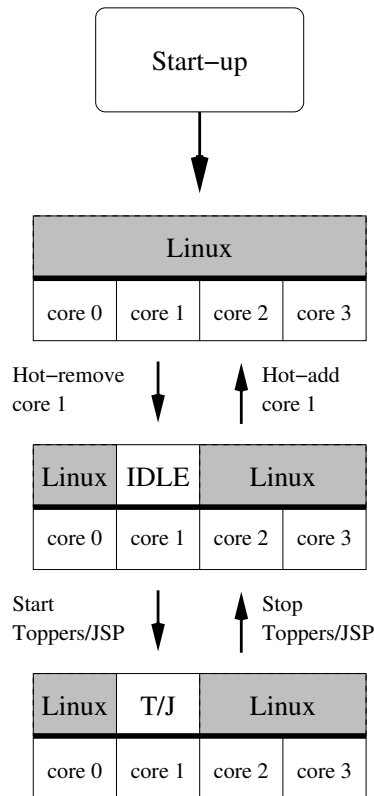 Start-up
Linux
core 0 core 1 core 2 core 3
Hot-remove Hot-add
core 1 core 1
Linux IDLE Linux
core 0 core 1 core 2 core 3
Start Stop
Toppers/JSP Toppers/JSP
Linux T/J Linux
core 0 core 1 core 2 core 3